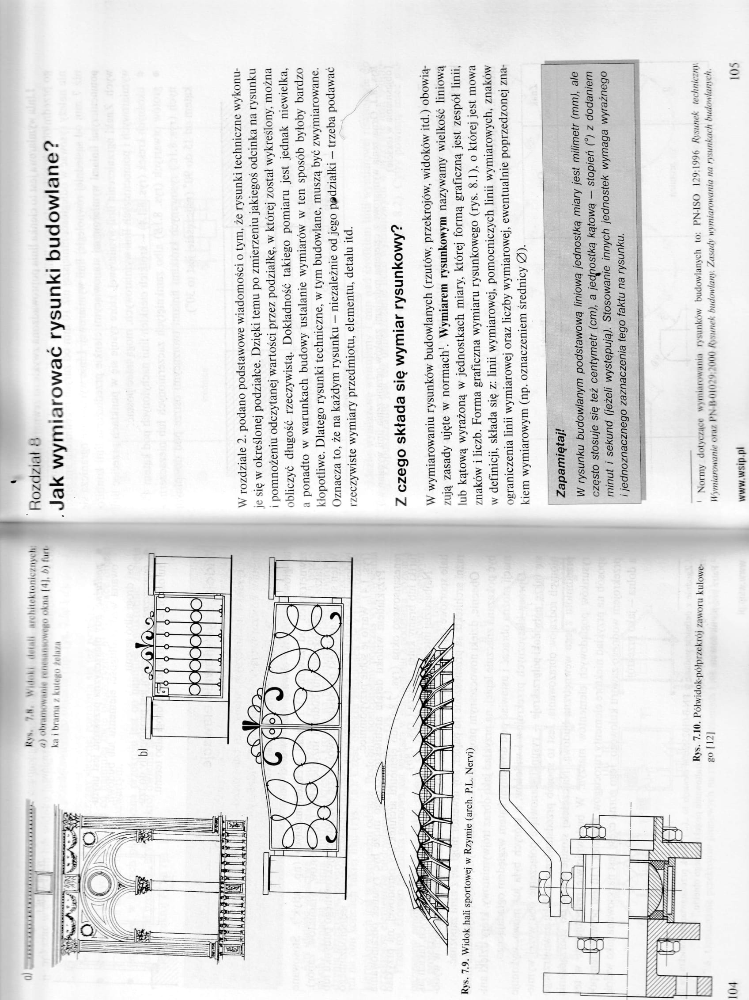 a)
Rys. 7.8. Widoki detali architektonicznych:
a) obramowanie renesansowego okna [4], b) furt-
ka i brama z kutego żelaza
b)
Rys. 7.9. Widok hali sportowej w Rzymie (arch. P.L. Nervi)
Rys. 7.10. Półwidok-półprzekrój zaworu kulowe-
go [12]
104
Rozdział 8
Jak wymiarować rysunki budowlane?
W rozdziale 2. podano podstawowe wiadomości o tym, że rysunki techniczne wykonu-
je się w określonej podziałce. Dzięki temu po zmierzeniu jakiegoś odcinka na rysunku
i pomnożeniu odczytanej wartości przez podziałkę, w której został wykreślony, można
obliczyć długość rzeczywistą. Dokładność takiego pomiaru jest jednak niewielka,
a ponadto w warunkach budowy ustalanie wymiarów w ten sposób byłoby bardzo
kłopotliwe. Dlatego rysunki techniczne, w tym budowlane, muszą być zwymiarowane.
Oznacza to, że na każdym rysunku — niezależnie od jego podziałki — trzeba podawać
rzeczywiste wymiary przedmiotu, elementu, detalu itd.
Z czego składa się wymiar rysunkowy?
W wymiarowaniu rysunków budowlanych (rzutów, przekrojów, widoków itd.) obowią-
zują zasady ujęte w normach¹. Wymiarem rysunkowym nazywamy wielkość liniową
lub kątową wyrażoną w jednostkach miary, której formą graficzną jest zespół linii,
znaków i liczb. Forma graficzna wymiaru rysunkowego (rys. 8.1), o której jest mowa
w definicji, składa się z: linii wymiarowej, pomocniczych linii wymiarowych, znaków
ograniczenia linii wymiarowej oraz liczby wymiarowej, ewentualnie poprzedzonej zna-
kiem wymiarowym (np. oznaczeniem średnicy ∅).
Zapamiętaj!
W rysunku budowlanym podstawową liniową jednostką miary jest milimetr (mm), ale
często stosuje się też centymetr (cm), a jednostką kątową — stopień (°) z dodaniem
minut i sekund (jeżeli występują). Stosowanie innych jednostek wymaga wyraźnego
i jednoznacznego zaznaczenia tego faktu na rysunku.
¹ Normy dotyczące wymiarowania rysunków budowlanych to: PN-ISO 129:1996 Rysunek techniczny.
Wymiarowanie oraz PN-B-01029:2000 Rysunek budowlany. Zasady wymiarowania na rysunkach budowlanych.
www.wsip.pl
105